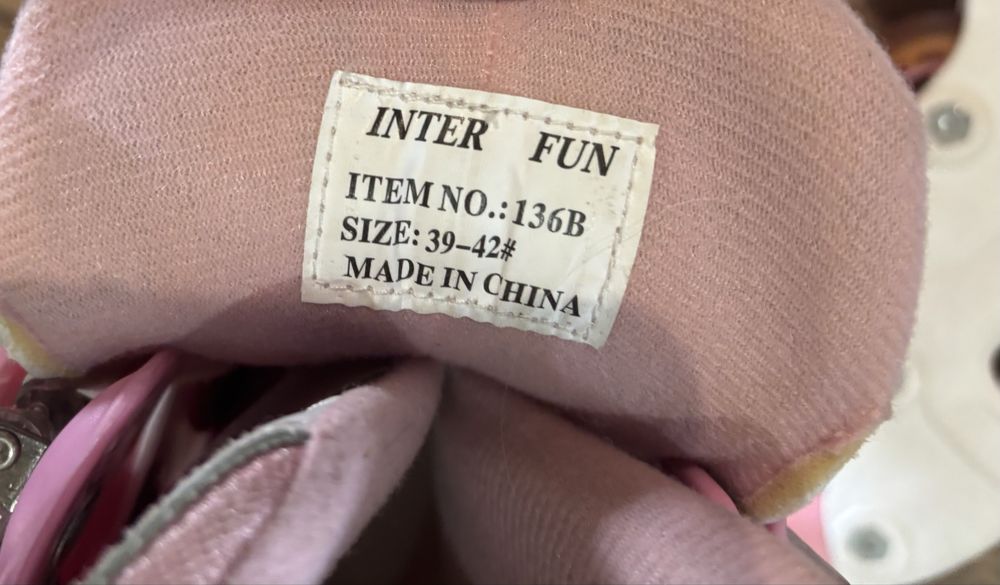 INTER FUN
ITEM NO.: 136B
SIZE: 39-42#
MADE IN CHINA